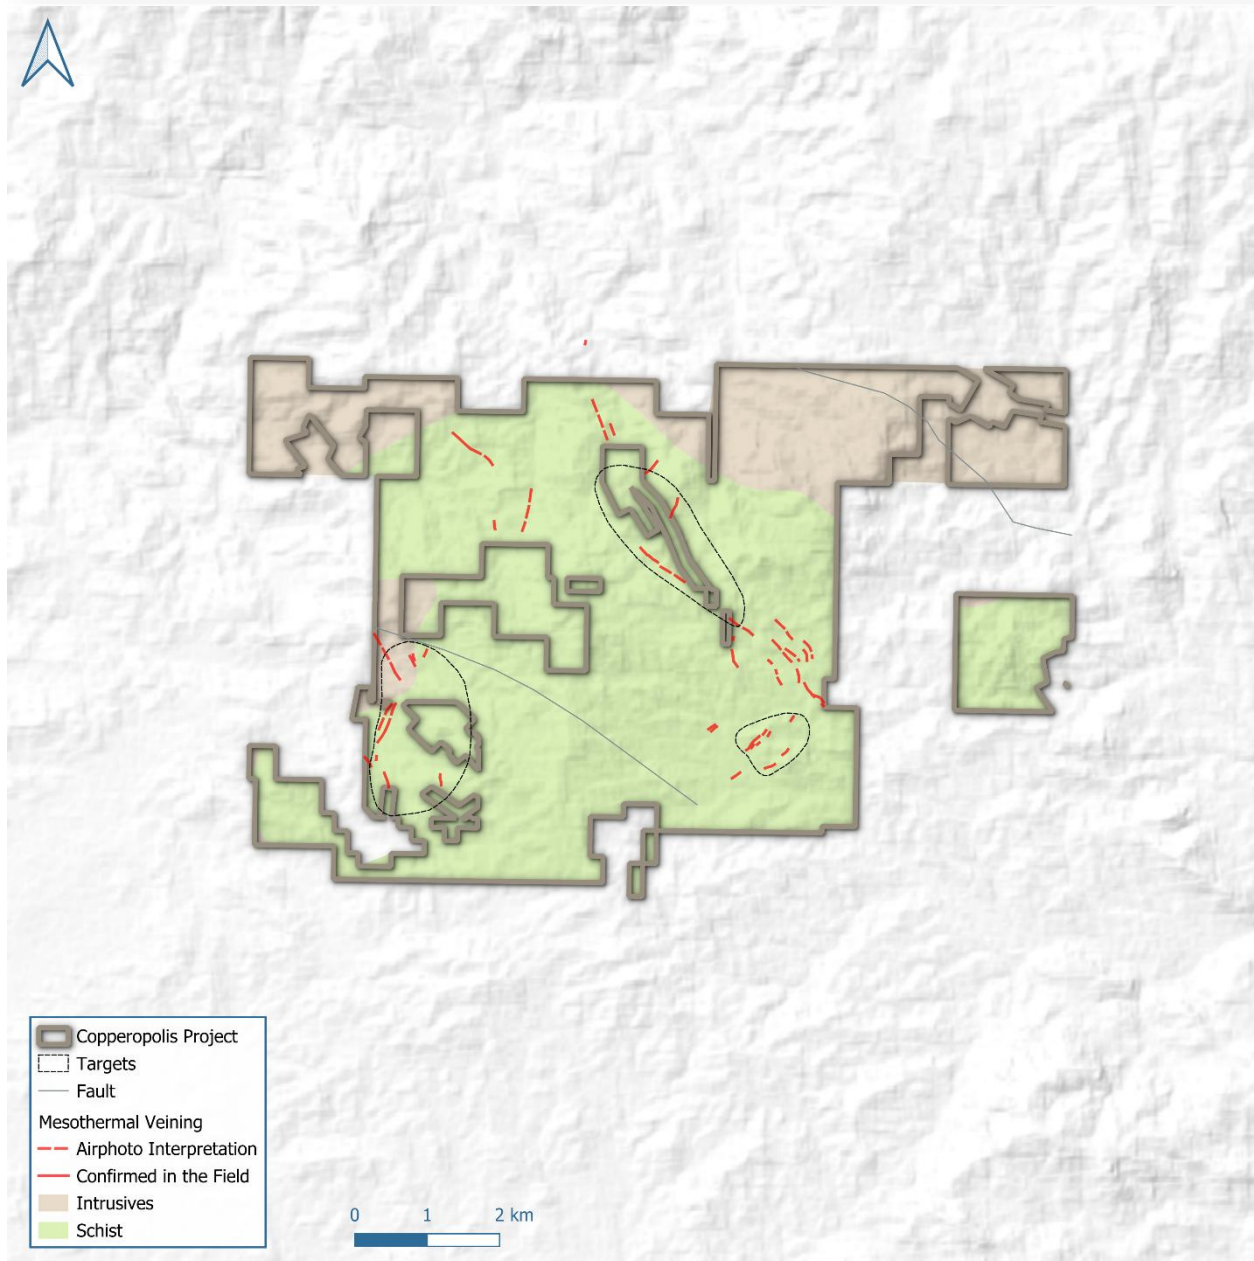 Copperopolis Project
Targets
Fault
Mesothermal Veining
Airphoto Interpretation
Confirmed in the Field
Intrusives
Schist
0 1 2 km